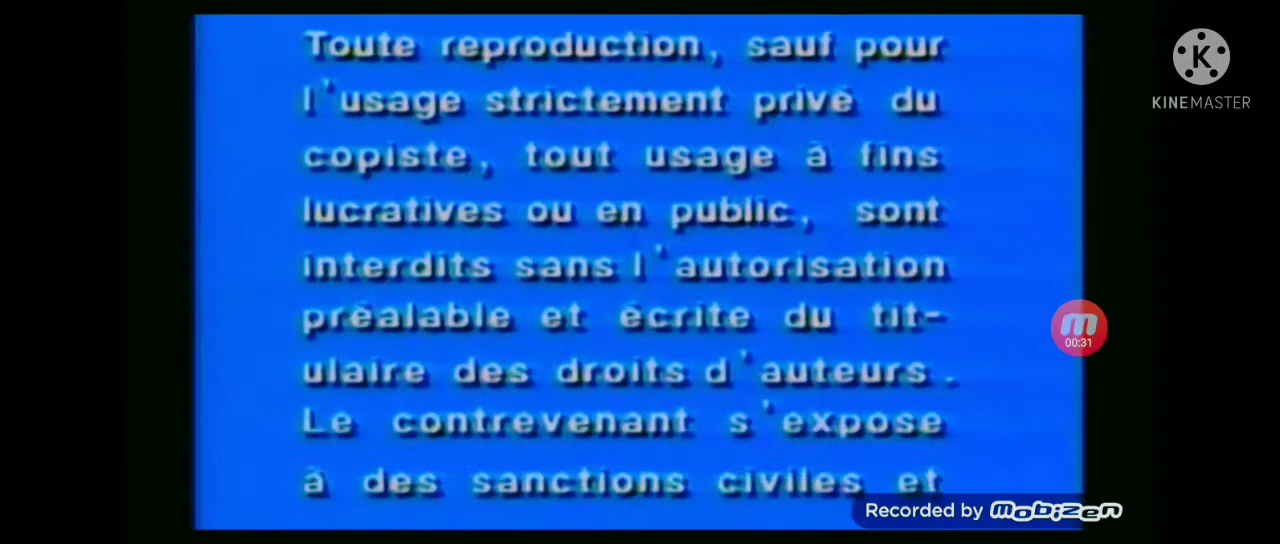 Toute reproduction, sauf pour
l'usage strictement privé du
copiste, tout usage à fins
lucratives ou en public, sont
interdits sans l'autorisation
préalable et écrite du tit-
ulaire des droits d'auteurs.
Le contrevenant s'expose
à des sanctions civiles et
K
KINEMASTER
m
00:31
Recorded by mobizen